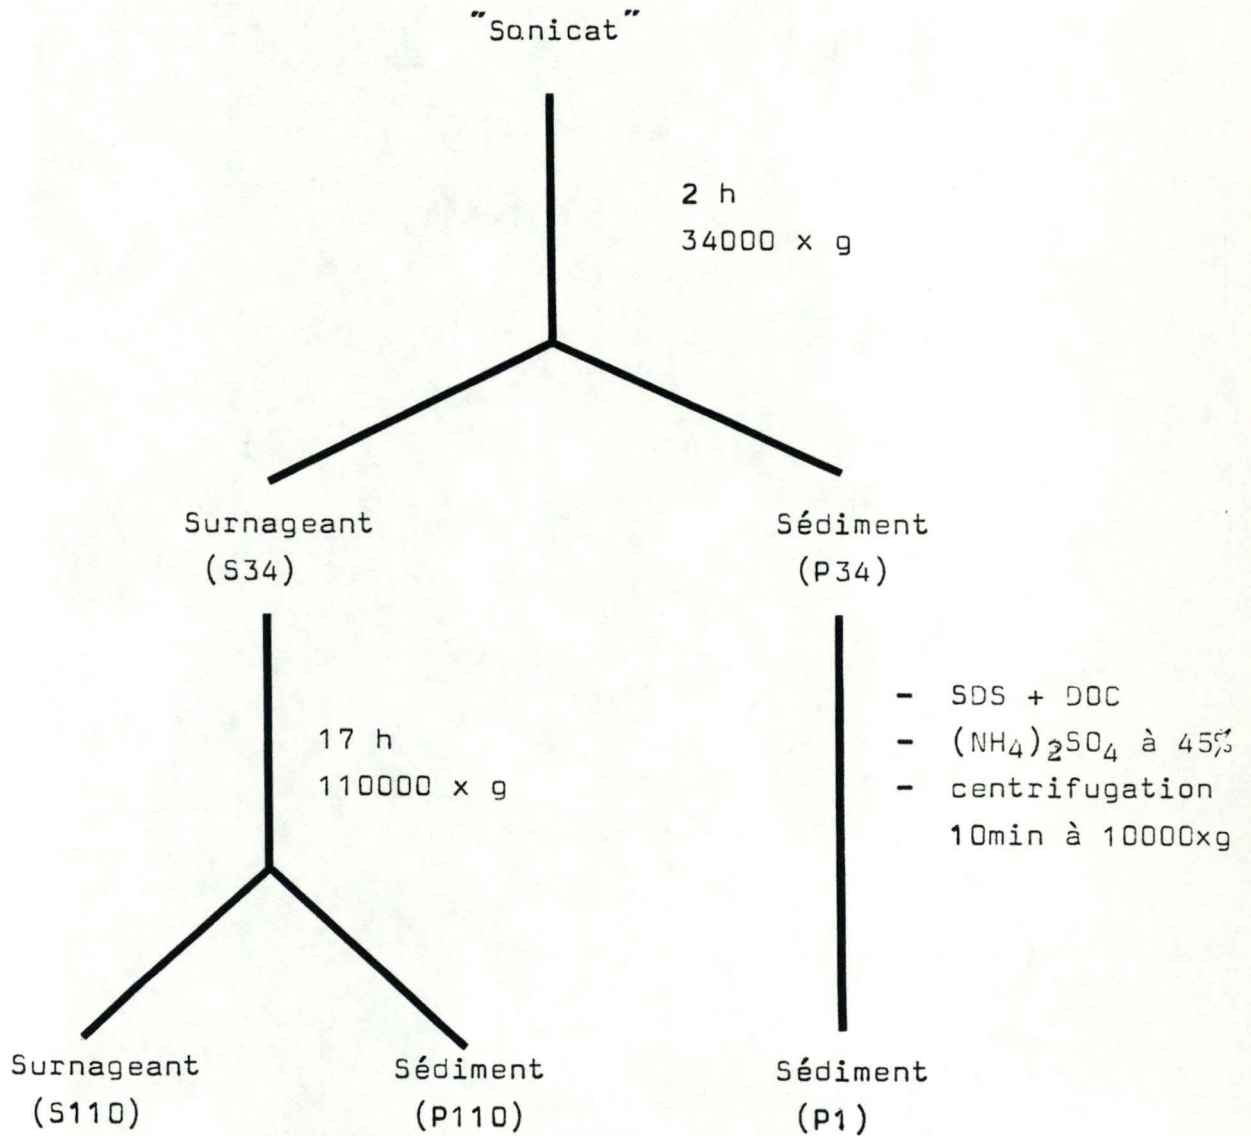 "Sonicat"
2 h
34000 x g
Surnageant
(S34)
Sédiment
(P34)
17 h
110000 x g
- SDS + DOC
- (NH4)2SO4 à 45%
- centrifugation
10min à 10000xg
Surnageant
(S110)
Sédiment
(P110)
Sédiment
(P1)